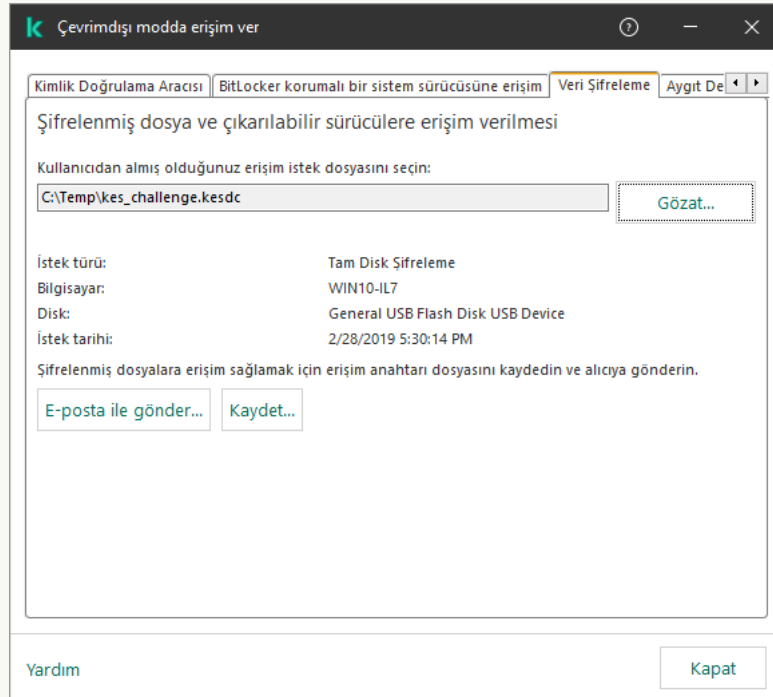 Çevrimdışı modda erişim ver
Kimlik Doğrulama Aracısı BitLocker korumalı bir sistem sürücüsüne erişim Veri Şifreleme Aygıt De
Şifrelenmiş dosya ve çıkarılabilir sürücülere erişim verilmesi
Kullanıcıdan almış olduğunuz erişim istek dosyasını seçin:
C:\Temp\kes_challenge.kesdc Gözat...
İstek türü: Tam Disk Şifreleme
Bilgisayar: WIN10-IL7
Disk: General USB Flash Disk USB Device
İstek tarihi: 2/28/2019 5:30:14 PM
Şifrelenmiş dosyalara erişim sağlamak için erişim anahtarı dosyasını kaydedin ve alıcıya gönderin.
E-posta ile gönder... Kaydet...
Yardım Kapat